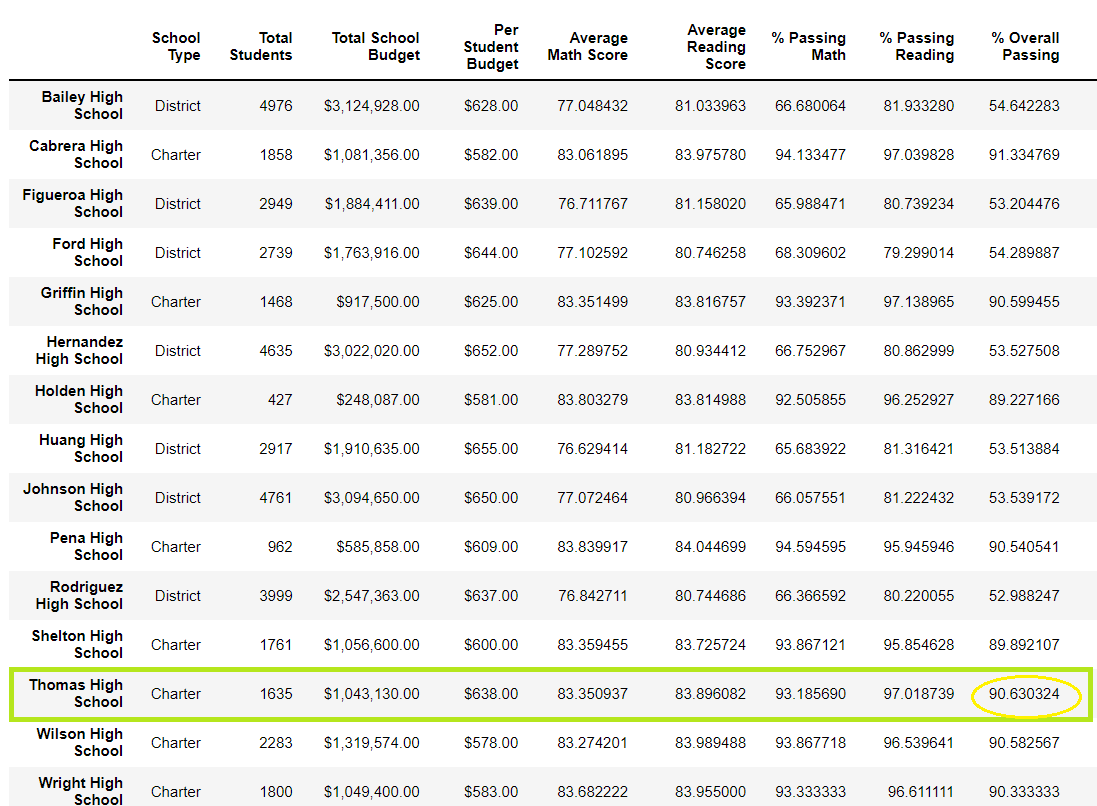 School Type Total Students Total School Budget Per Student Budget Average Math Score Average Reading Score % Passing Math % Passing Reading % Overall Passing
Bailey High School District 4976 $3,124,928.00 $628.00 77.048432 81.033963 66.680064 81.933280 54.642283
Cabrera High School Charter 1858 $1,081,356.00 $582.00 83.061895 83.975780 94.133477 97.039828 91.334769
Figueroa High School District 2949 $1,884,411.00 $639.00 76.711767 81.158020 65.988471 80.739234 53.204476
Ford High School District 2739 $1,763,916.00 $644.00 77.102592 80.746258 68.309602 79.299014 54.289887
Griffin High School Charter 1468 $917,500.00 $625.00 83.351499 83.816757 93.392371 97.138965 90.599455
Hernandez High School District 4635 $3,022,020.00 $652.00 77.289752 80.934412 66.752967 80.862999 53.527508
Holden High School Charter 427 $248,087.00 $581.00 83.803279 83.814988 92.505855 96.252927 89.227166
Huang High School District 2917 $1,910,635.00 $655.00 76.629414 81.182722 65.683922 81.316421 53.513884
Johnson High School District 4761 $3,094,650.00 $650.00 77.072464 80.966394 66.057551 81.222432 53.539172
Pena High School Charter 962 $585,858.00 $609.00 83.839917 84.044699 94.594595 95.945946 90.540541
Rodriguez High School District 3999 $2,547,363.00 $637.00 76.842711 80.744686 66.366592 80.220055 52.988247
Shelton High School Charter 1761 $1,056,600.00 $600.00 83.359455 83.725724 93.867121 95.854628 89.892107
Thomas High School Charter 1635 $1,043,130.00 $638.00 83.350937 83.896082 93.185690 97.018739 90.630324
Wilson High School Charter 2283 $1,319,574.00 $578.00 83.274201 83.989488 93.867718 96.539641 90.582567
Wright High School Charter 1800 $1,049,400.00 $583.00 83.682222 83.955000 93.333333 96.611111 90.333333